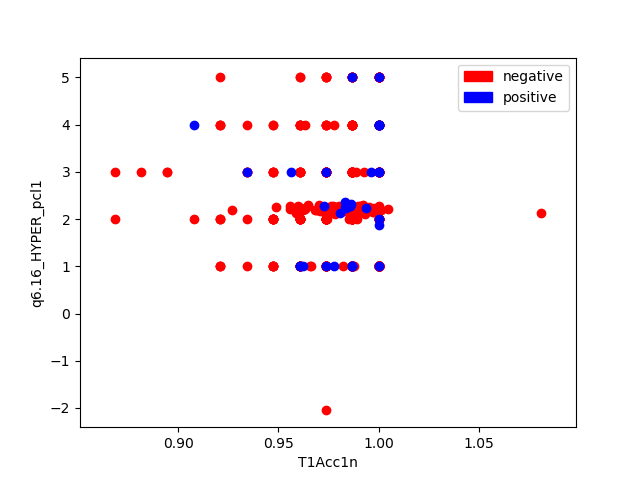 negative
positive
5
4
3
2
1
0
−1
−2
q6.16_HYPER_pcl1
0.90 0.95 1.00 1.05
T1Acc1n